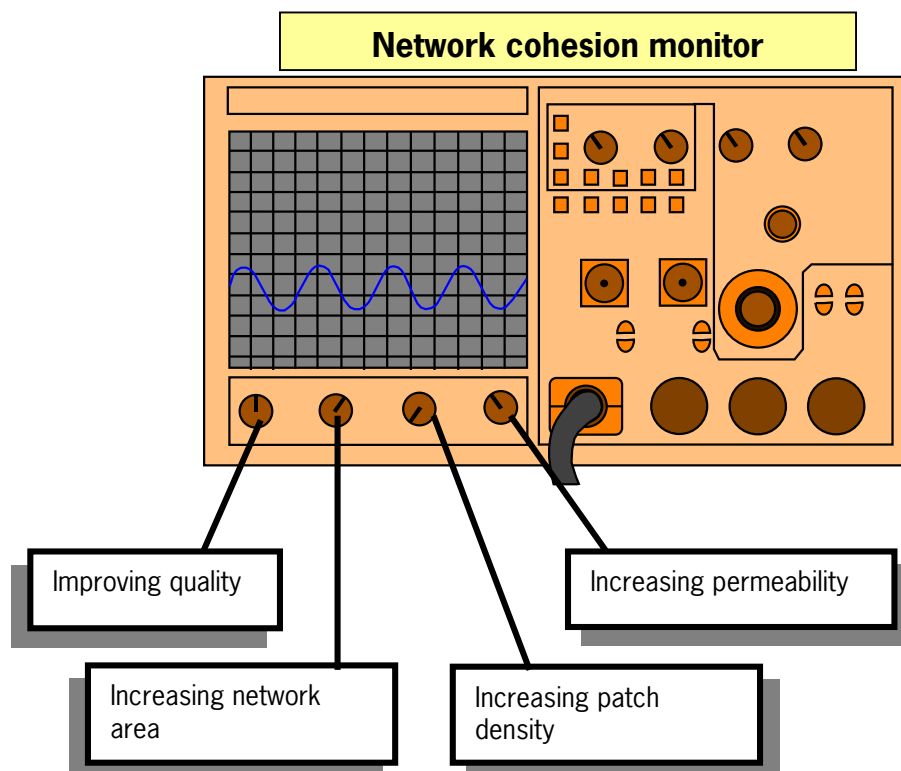 Network cohesion monitor
Improving quality
Increasing permeability
Increasing network
area
Increasing patch
density